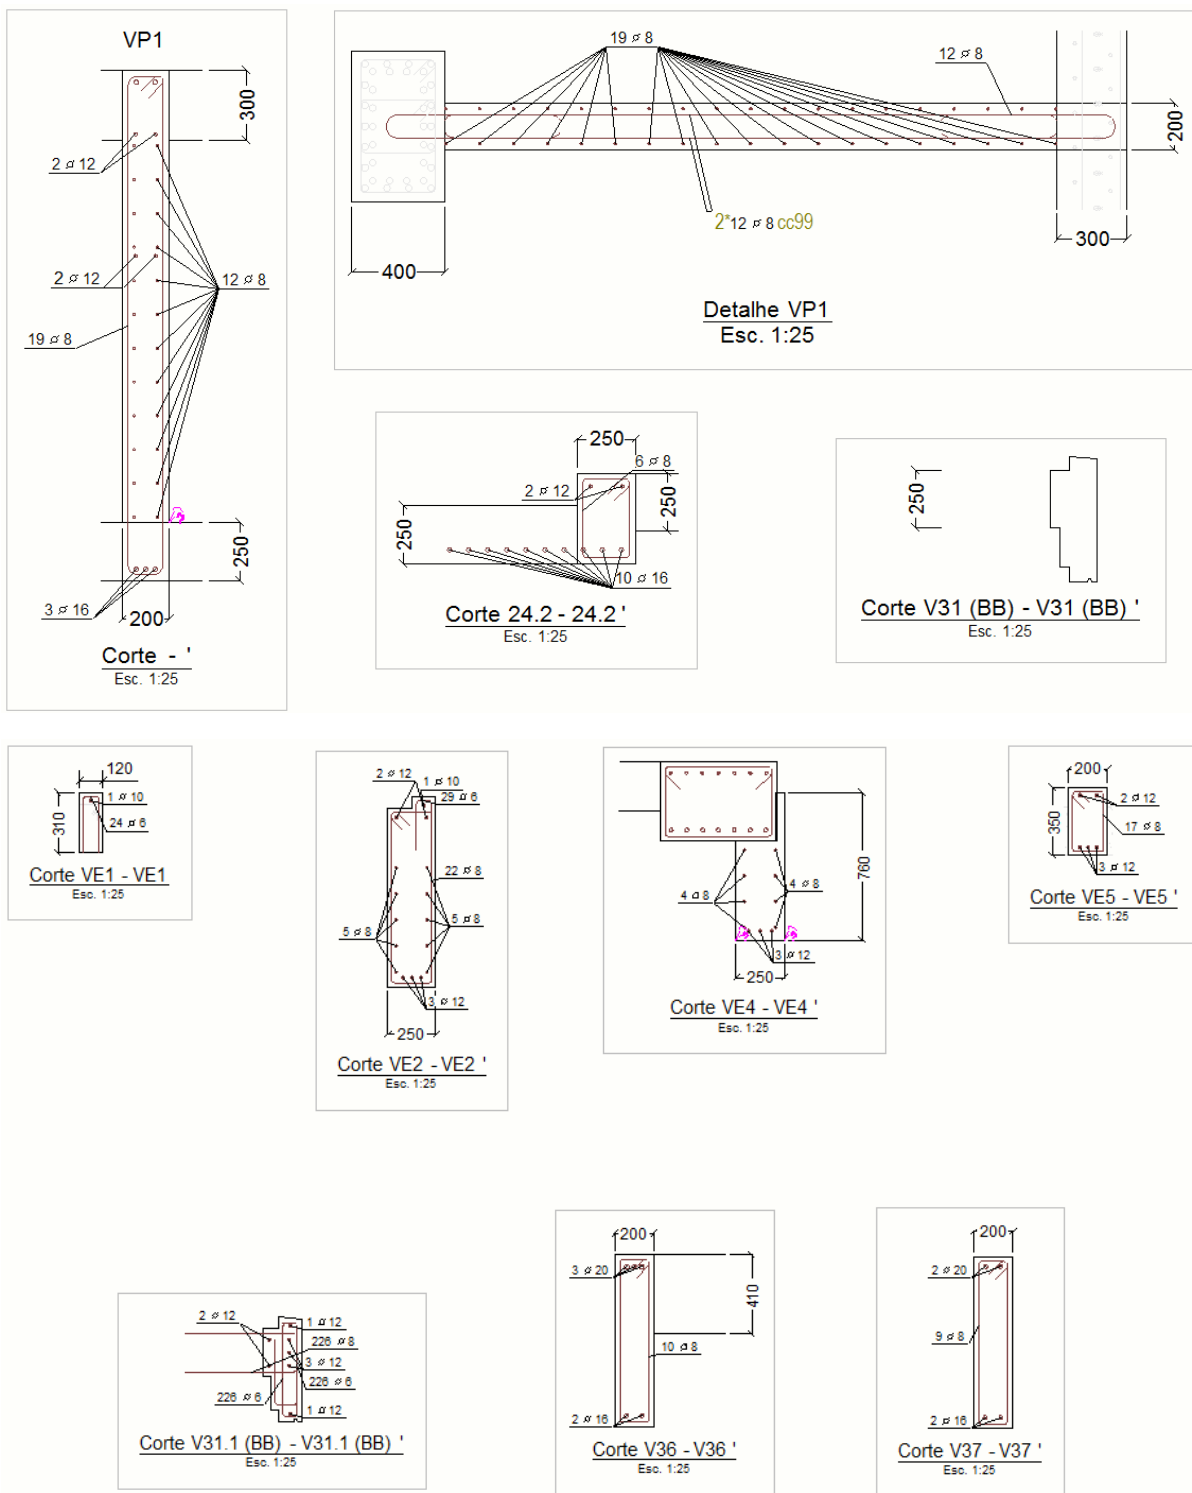 VP1
300
2 ø 12
2 ø 12
12 ø 8
19 ø 8
250
3 ø 16
200
Corte - '
Esc. 1:25
19 ø 8
12 ø 8
200
2*12 ø 8 cc99
300
400
Detalhe VP1
Esc. 1:25
250
6 ø 8
2 ø 12
250
250
10 ø 16
Corte 24.2 - 24.2 '
Esc. 1:25
250
Corte V31 (BB) - V31 (BB) '
Esc. 1:25
120
1 ø 10
310
24 ø 6
Corte VE1 - VE1
Esc. 1:25
2 ø 12
1 ø 10
29 ø 6
22 ø 8
5 ø 8
5 ø 8
3 ø 12
250
Corte VE2 - VE2 '
Esc. 1:25
760
4 ø 8
4 ø 8
3 ø 12
250
Corte VE4 - VE4 '
Esc. 1:25
200
2 ø 12
350
17 ø 8
3 ø 12
Corte VE5 - VE5 '
Esc. 1:25
2 ø 12
1 ø 12
226 ø 8
3 ø 12
226 ø 6
226 ø 6
1 ø 12
Corte V31.1 (BB) - V31.1 (BB) '
Esc. 1:25
200
3 ø 20
410
10 ø 8
2 ø 16
Corte V36 - V36 '
Esc. 1:25
200
2 ø 20
9 ø 8
2 ø 16
Corte V37 - V37 '
Esc. 1:25